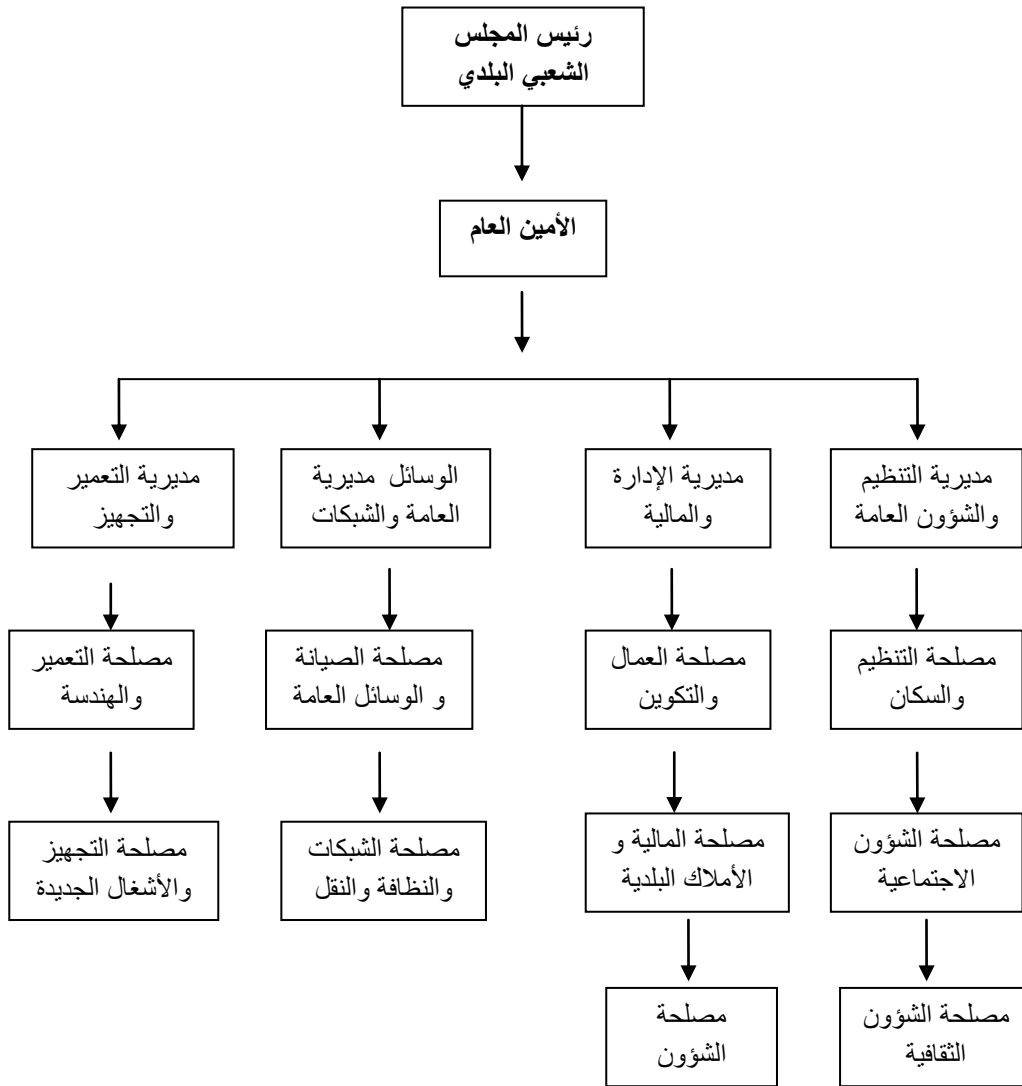 رئيس المجلس
الشعبي البلدي
الأمين العام
مديرية التنظيم
والشؤون العامة
مديرية الإدارة
والمالية
الوسائل مديرية
العامة والشبكات
مديرية التعمير
والتجهيز
مصلحة التنظيم
والسكان
مصلحة العمال
والتكوين
مصلحة الصيانة
و الوسائل العامة
مصلحة التعمير
والهندسة
مصلحة الشؤون
الاجتماعية
مصلحة المالية و
الأملاك البلدية
مصلحة الشبكات
والنظافة والنقل
مصلحة التجهيز
والأشغال الجديدة
مصلحة الشؤون
الثقافية
مصلحة
الشؤون